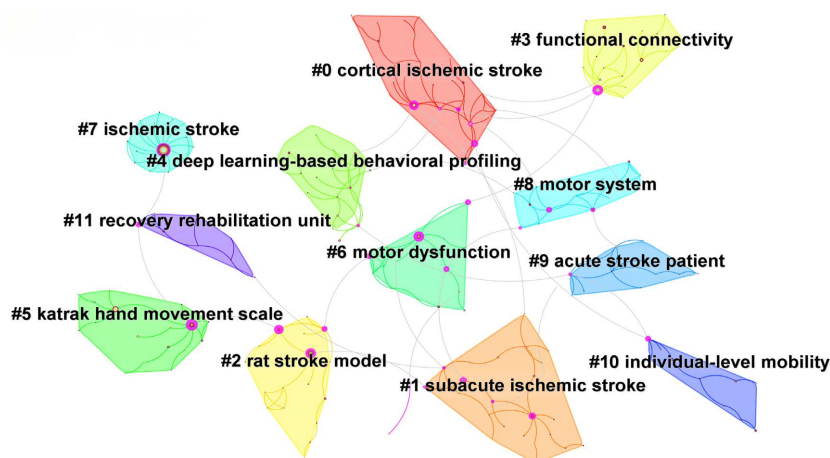 #3 functional connectivity
#0 cortical ischemic stroke
#7 ischemic stroke
#4 deep learning-based behavioral profiling
#8 motor system
#11 recovery rehabilitation unit
#6 motor dysfunction
#9 acute stroke patient
#5 katrak hand movement scale
#2 rat stroke model
#10 individual-level mobility
#1 subacute ischemic stroke